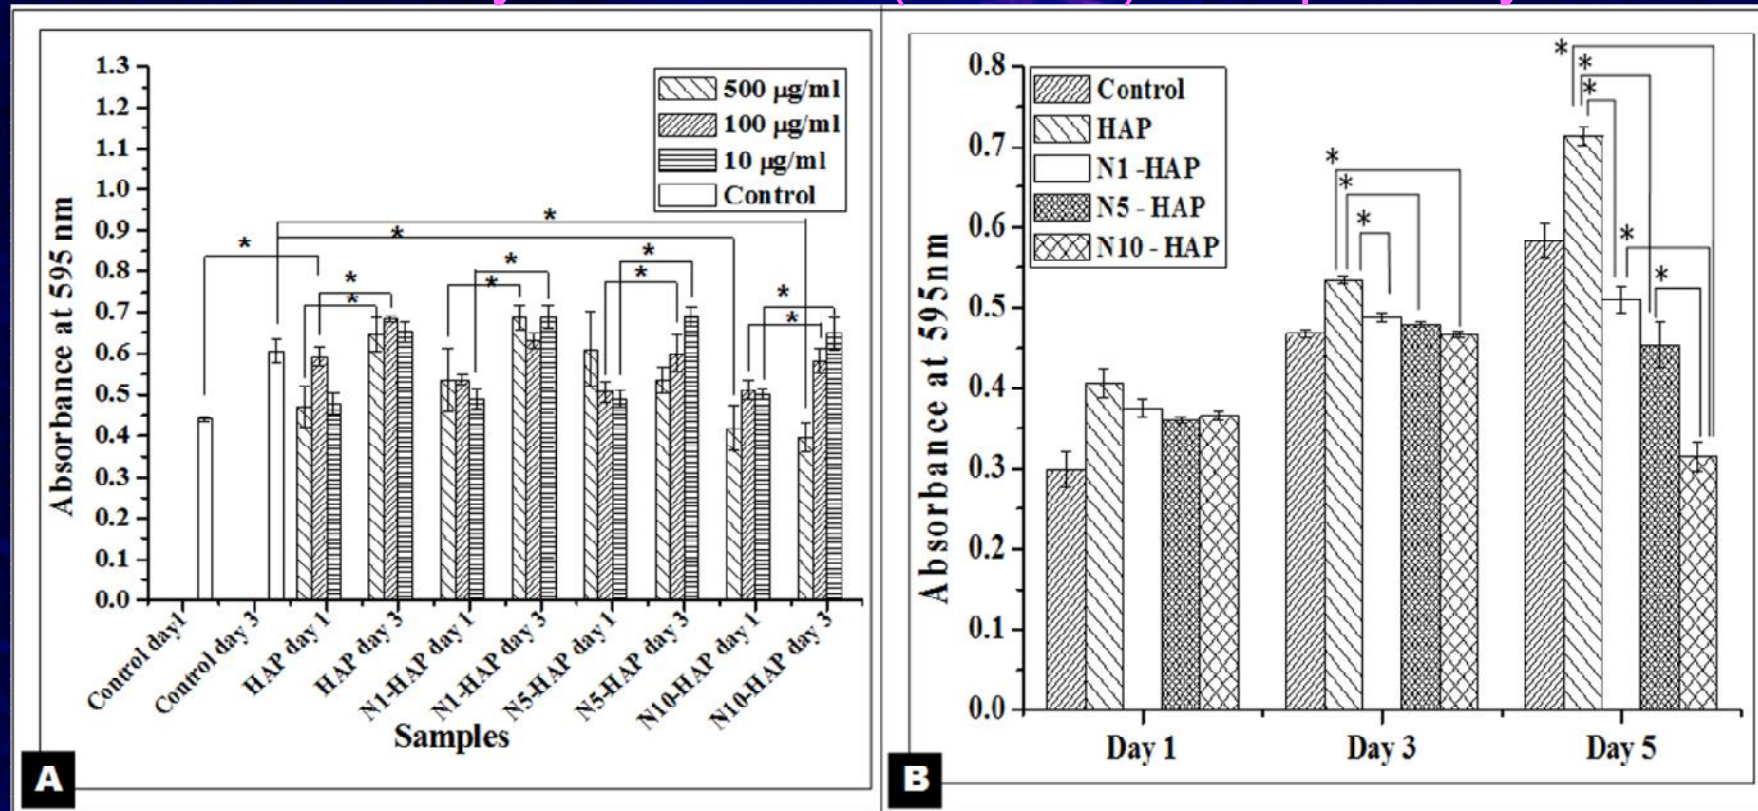 1.3
1.2
1.1
1.0
0.9
0.8
0.7
0.6
0.5
0.4
0.3
0.2
0.1
0.0
Absorbance at 595 nm
500 µg/ml
100 µg/ml
10 µg/ml
Control
* * * * * * * * * * * *
Control day1
Control day 3
HAP day 1
HAP day 3
N1-HAP day 1
N1-HAP day 3
N5-HAP day 1
N5-HAP day 3
N10-HAP day 1
N10-HAP day 3
Samples
A
0.8
0.7
0.6
0.5
0.4
0.3
0.2
0.1
0.0
Absorbance at 595nm
Control
HAP
N1 -HAP
N5 - HAP
N10 - HAP
* * * * * * * *
Day 1
Day 3
Day 5
B